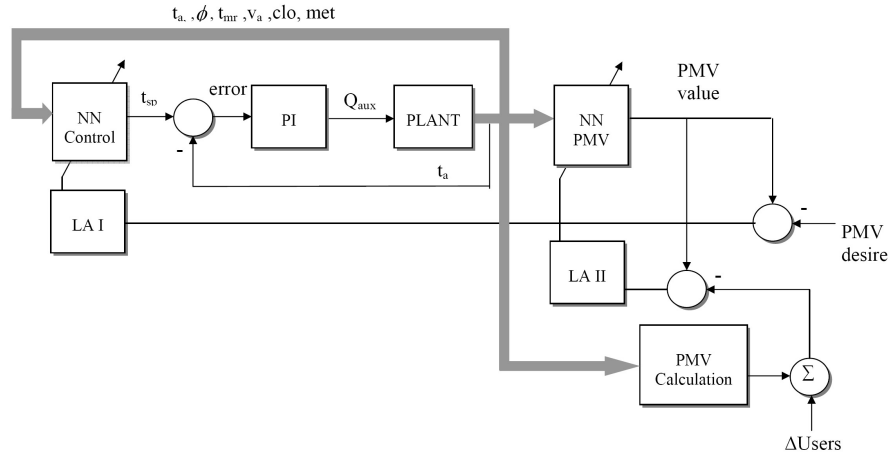 ta, ,ϕ, tmr ,va ,clo, met
PMV
value
error
tsp
Qaux
NN
Control
PI
PLANT
NN
PMV
-
ta
-
LA I
PMV
desire
LA II
-
PMV
Calculation
Σ
ΔUsers